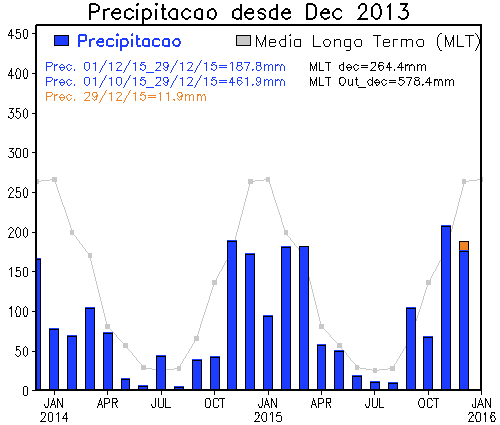 Precipitacao desde Dec 2013
Precipitacao
Media Longo Termo (MLT)
Prec. 01/12/15_29/12/15=187.8mm
MLT dec=264.4mm
Prec. 01/10/15_29/12/15=461.9mm
MLT Out_dec=578.4mm
Prec. 29/12/15=11.9mm
450
400
350
300
250
200
150
100
50
0
JAN APR JUL OCT JAN APR JUL OCT JAN
2014 2015 2016